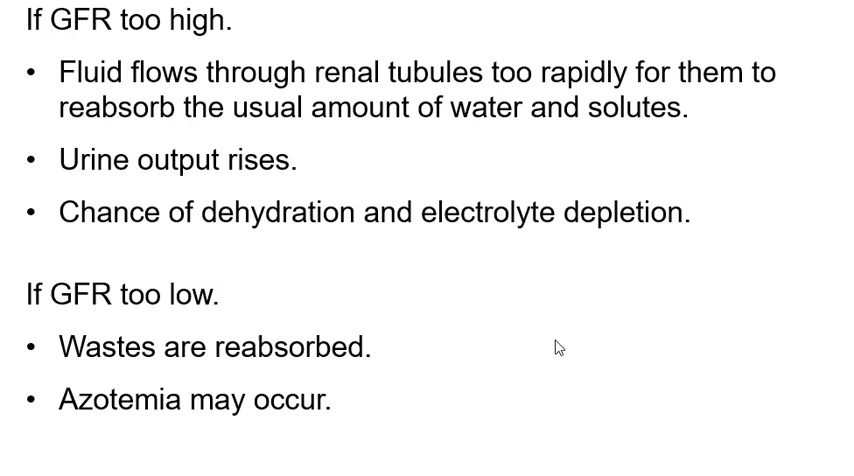 If GFR too high.
• Fluid flows through renal tubules too rapidly for them to
reabsorb the usual amount of water and solutes.
• Urine output rises.
• Chance of dehydration and electrolyte depletion.
If GFR too low.
• Wastes are reabsorbed.
• Azotemia may occur.